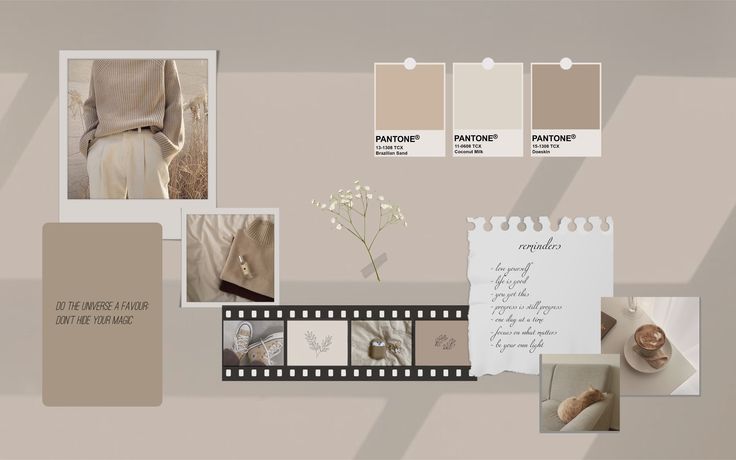 PANTONE®
13-1308 TCX
Brazilian Sand
PANTONE®
11-0608 TCX
Coconut Milk
PANTONE®
15-1308 TCX
Doeskin
DO THE UNIVERSE A FAVOUR
DON'T HIDE YOUR MAGIC
reminders
- love yourself
- life is good
- you got this
- progress is still progress
- one day at a time
- focus on what matters
- be your own light